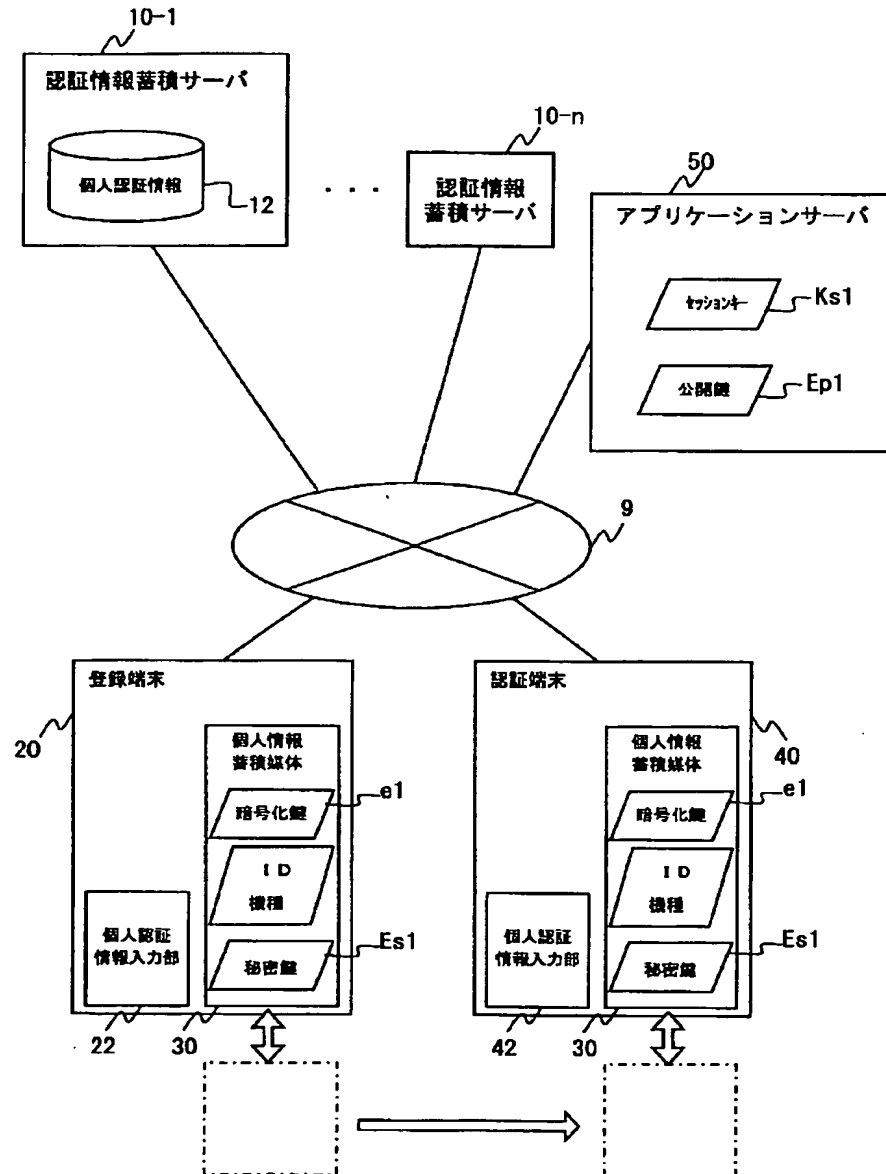 10-1
認証情報蓄積サーバ
個人認証情報
12
・・・
10-n
認証情報
蓄積サーバ
50
アプリケーションサーバ
セッションキー
Ks1
公開鍵
Ep1
9
登録端末
20
個人情報
蓄積媒体
e1
暗号化鍵
ID
機種
Es1
秘密鍵
個人認証
情報入力部
22
30
認証端末
40
個人情報
蓄積媒体
e1
暗号化鍵
ID
機種
Es1
秘密鍵
個人認証
情報入力部
42
30